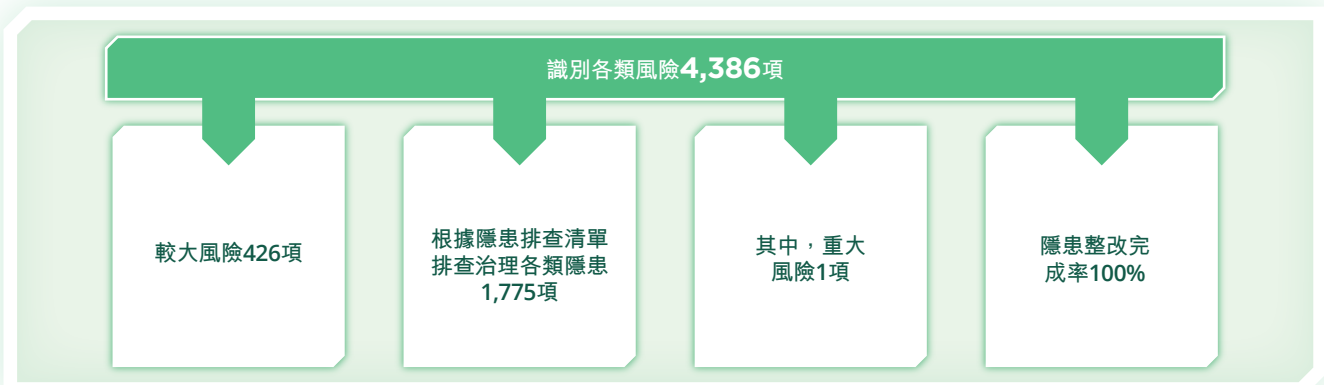 識別各類風險4,386項
較大風險426項
根據隱患排查清單
排查治理各類隱患
1,775項
其中，重大
風險1項
隱患整改完
成率100%